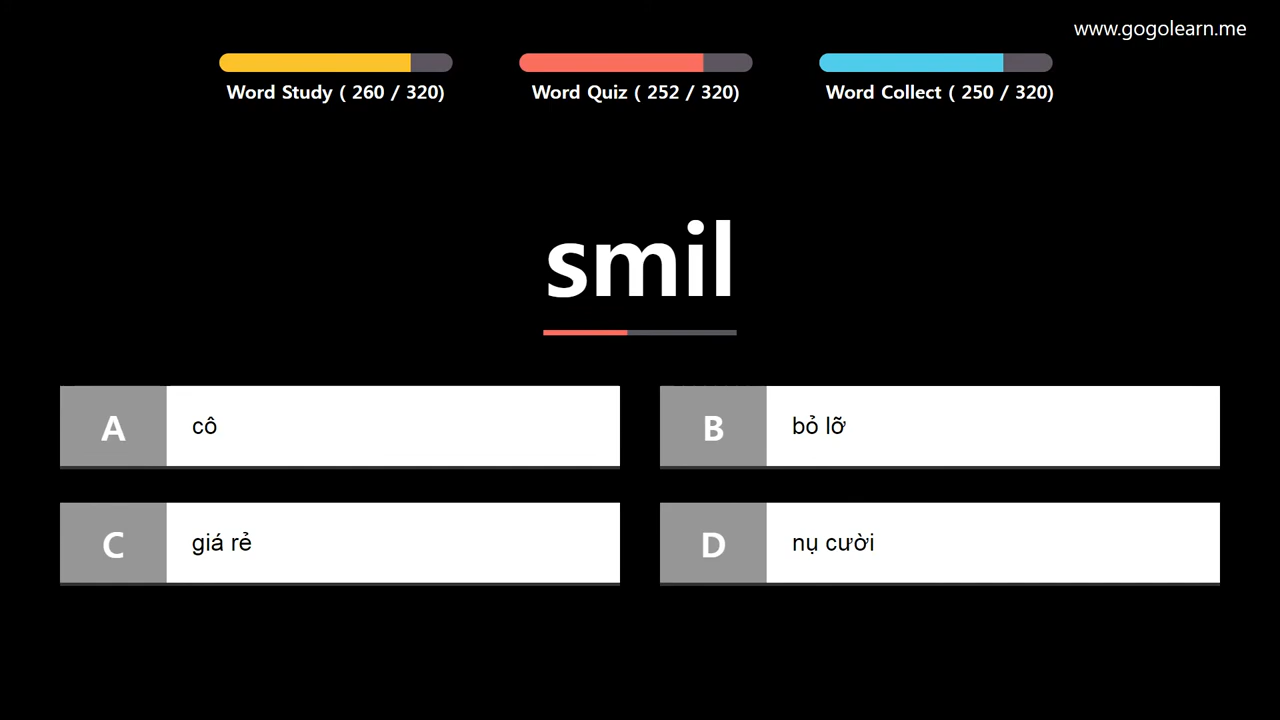 www.gogolearn.me
Word Study ( 260 / 320)
Word Quiz ( 252 / 320)
Word Collect ( 250 / 320)
smil
A
cô
B
bỏ lỡ
C
giá rẻ
D
nụ cười